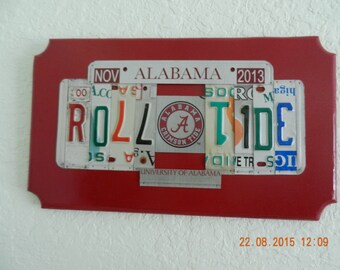 NOV ALABAMA 2013
ROLL TIDE
ALABAMA
A
CRIMSON TIDE
UNIVERSITY OF ALABAMA
22.08.2015 12:09